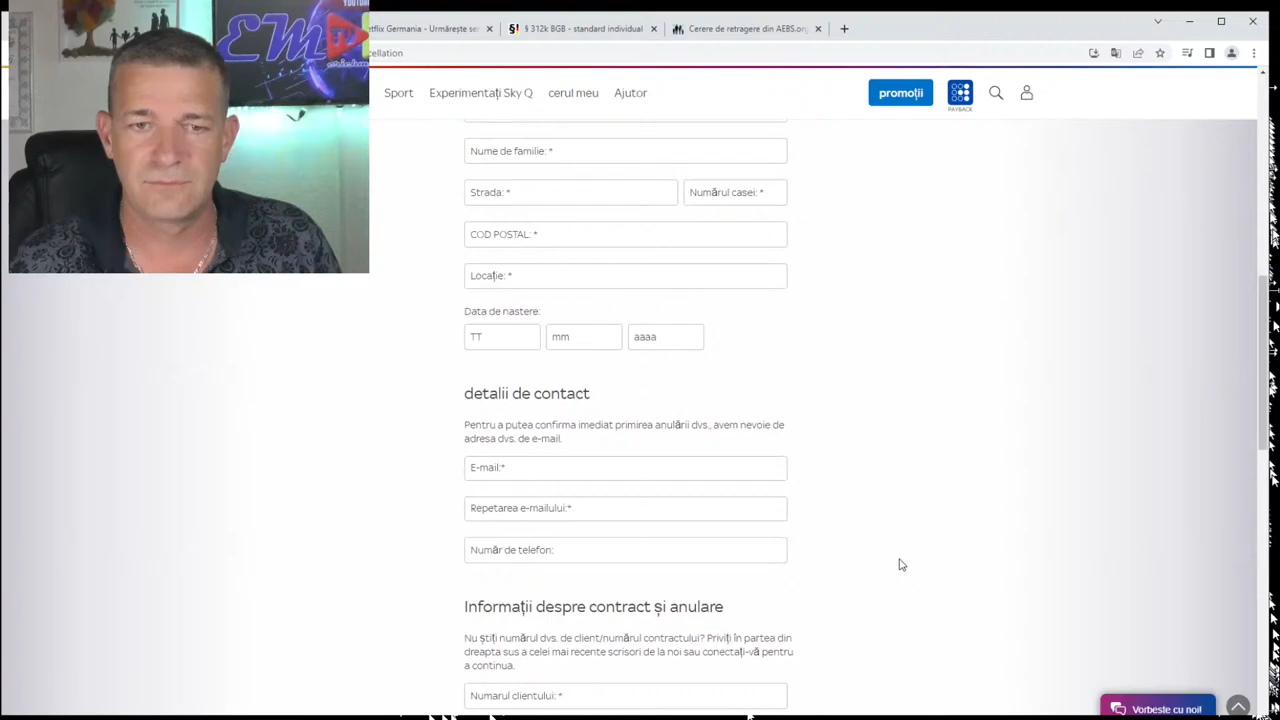 YOUTUBE
EM
TV
etflix Germania - Urmărește se
§ 312k BGB - standard individual
Cerere de retragere din AEBS.org
cellation
Sport
Experimentați Sky Q
cerul meu
Ajutor
promoții
PAYBACK
Nume de familie: *
Strada: *
Numărul casei: *
COD POSTAL: *
Locație: *
Data de nastere:
TT
mm
aaaa
detalii de contact
Pentru a putea confirma imediat primirea anulării dvs., avem nevoie de
adresa dvs. de e-mail.
E-mail:*
Repetarea e-mailului:*
Număr de telefon:
Informații despre contract și anulare
Nu știți numărul dvs. de client/numărul contractului? Priviți în partea din
dreapta sus a celei mai recente scrisori de la noi sau conectați-vă pentru
a continua.
Numarul clientului: *
Vorbeste cu noi!